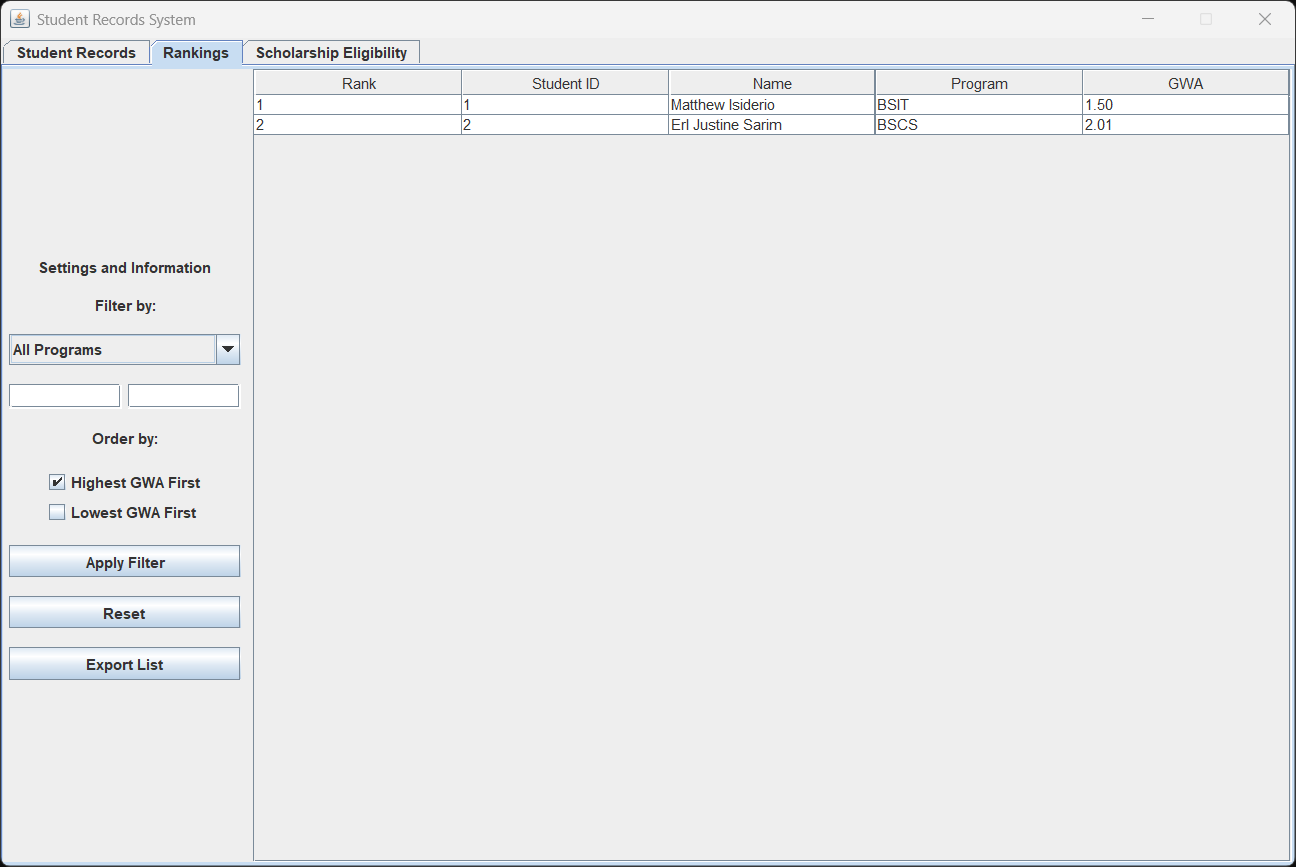 Student Records System
Student Records Rankings Scholarship Eligibility
Rank Student ID Name Program GWA
1 1 Matthew Isiderio BSIT 1.50
2 2 Erl Justine Sarim BSCS 2.01
Settings and Information
Filter by:
All Programs
Order by:
Highest GWA First
Lowest GWA First
Apply Filter
Reset
Export List